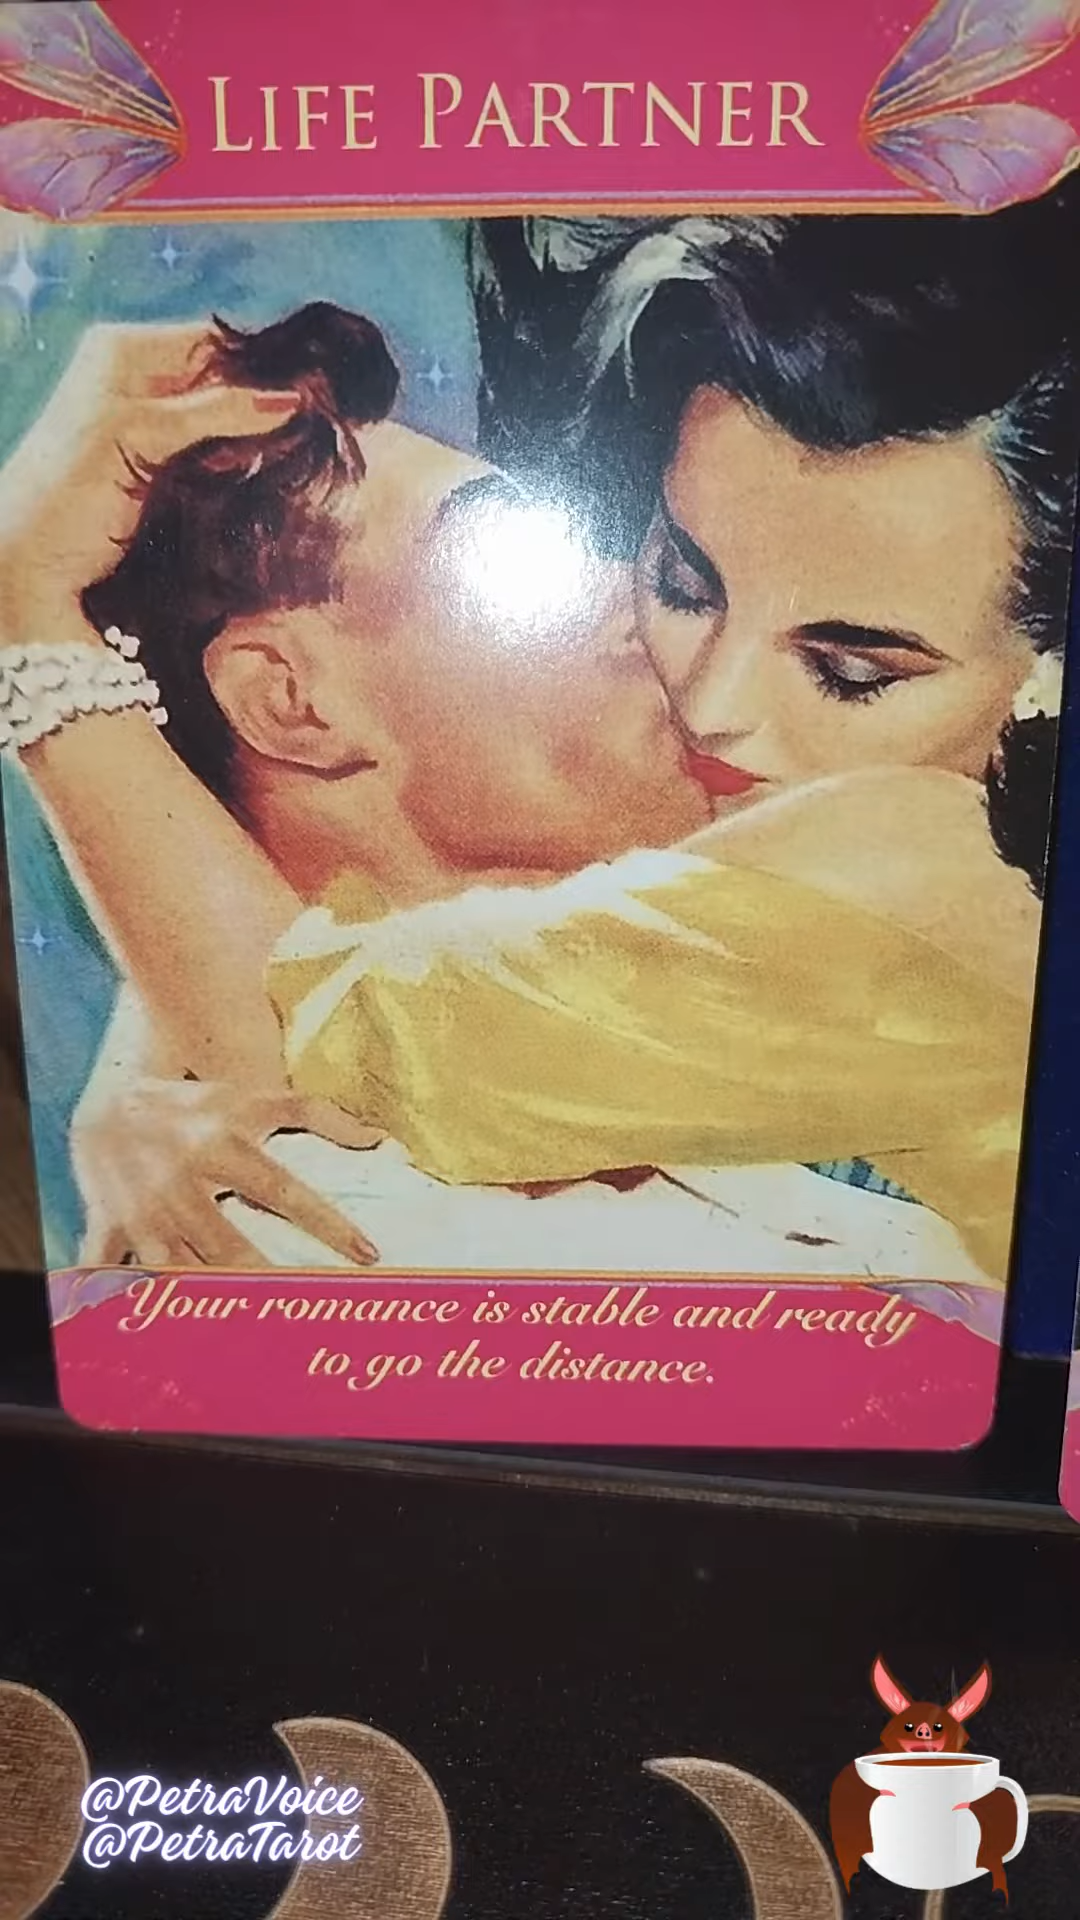 LIFE PARTNER
Your romance is stable and ready
to go the distance.
@PetraVoice
@PetraTarot